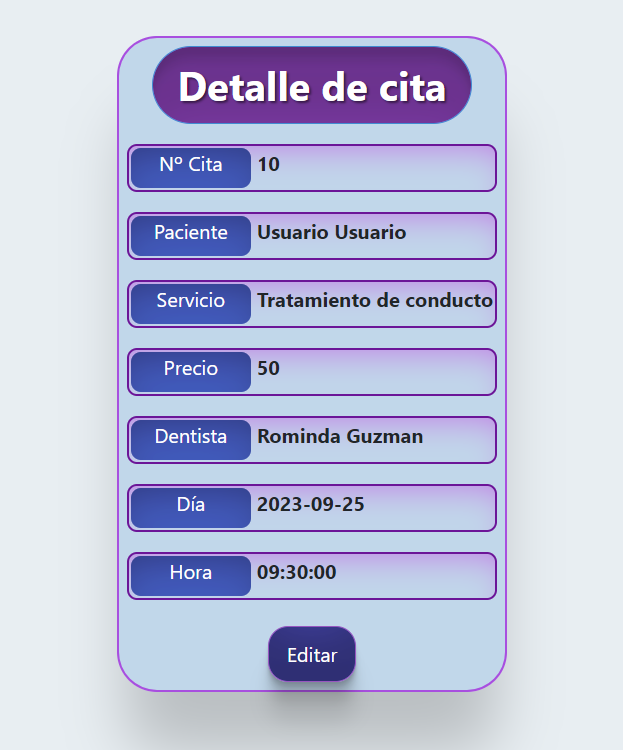 Detalle de cita
Nº Cita 10
Paciente Usuario Usuario
Servicio Tratamiento de conducto
Precio 50
Dentista Rominda Guzman
Día 2023-09-25
Hora 09:30:00
Editar